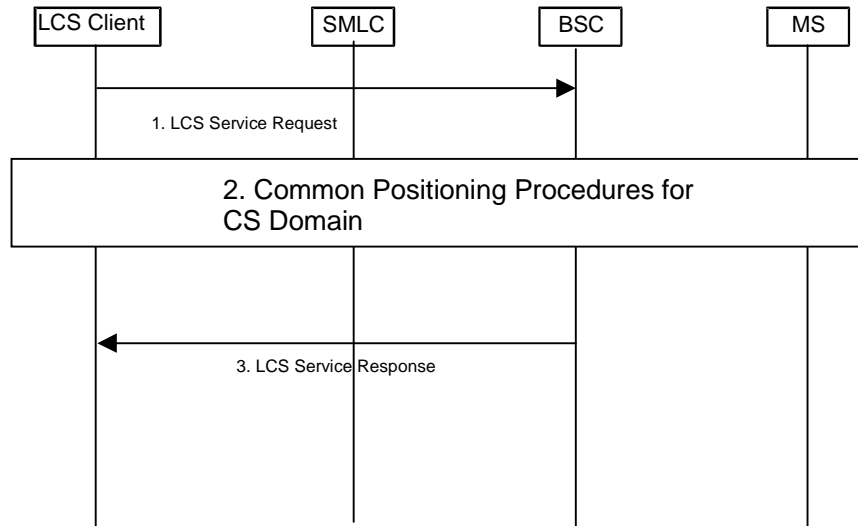 LCS Client
SMLC
BSC
MS
1. LCS Service Request
2. Common Positioning Procedures for
CS Domain
3. LCS Service Response